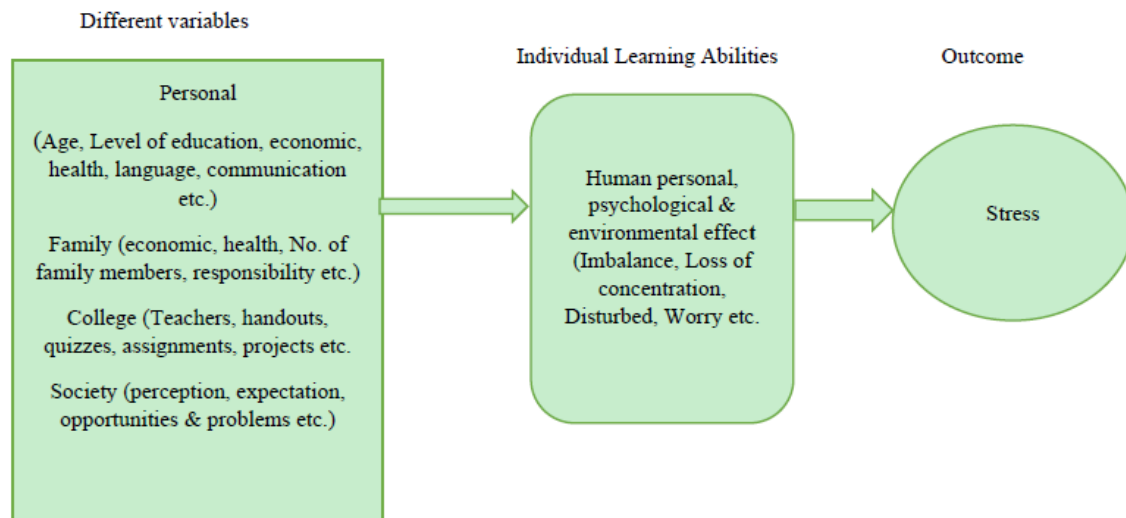 Different variables
Individual Learning Abilities
Outcome
Personal
(Age, Level of education, economic,
health, language, communication
etc.)
Family (economic, health, No. of
family members, responsibility etc.)
College (Teachers, handouts,
quizzes, assignments, projects etc.
Society (perception, expectation,
opportunities & problems etc.)
Human personal,
psychological &
environmental effect
(Imbalance, Loss of
concentration,
Disturbed, Worry etc.
Stress